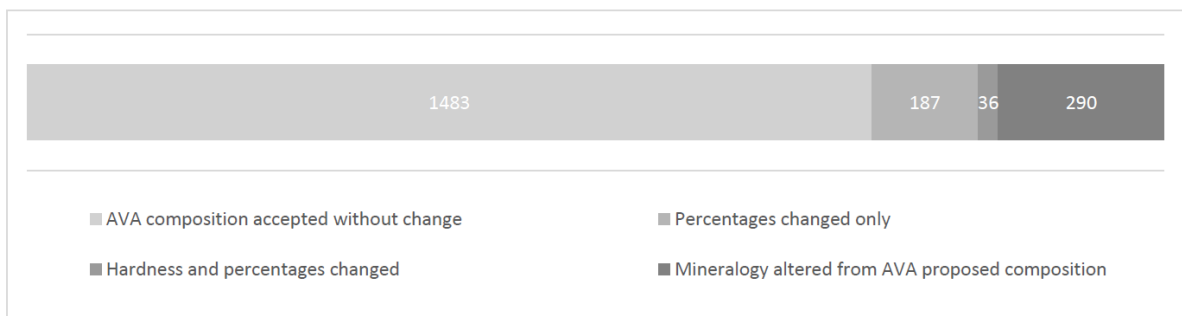 1483 187 36 290
AVA composition accepted without change Percentages changed only
Hardness and percentages changed Mineralogy altered from AVA proposed composition